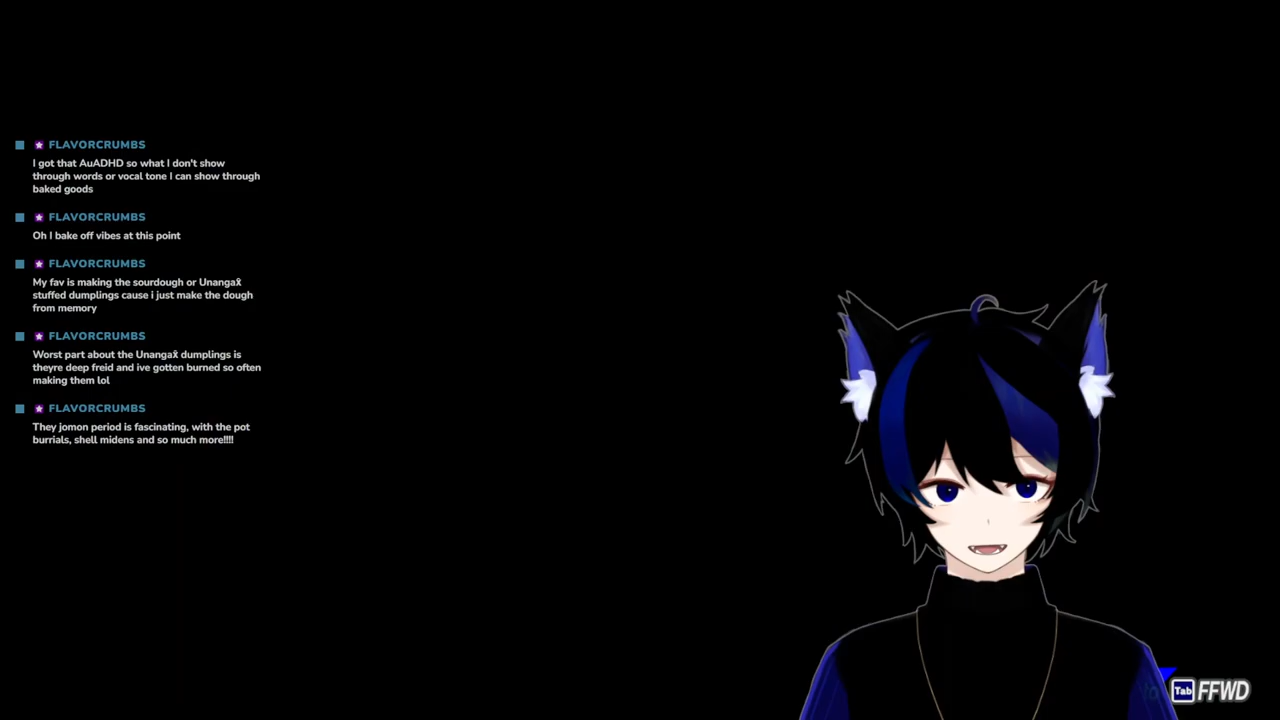 FLAVORCRUMBS
I got that AuADHD so what I don't show
through words or vocal tone I can show through
baked goods
FLAVORCRUMBS
Oh I bake off vibes at this point
FLAVORCRUMBS
My fav is making the sourdough or Unangax̂
stuffed dumplings cause i just make the dough
from memory
FLAVORCRUMBS
Worst part about the Unangax̂ dumplings is
theyre deep freid and ive gotten burned so often
making them lol
FLAVORCRUMBS
They jomon period is fascinating, with the pot
burrials, shell midens and so much more!!!!
Tab FFWD